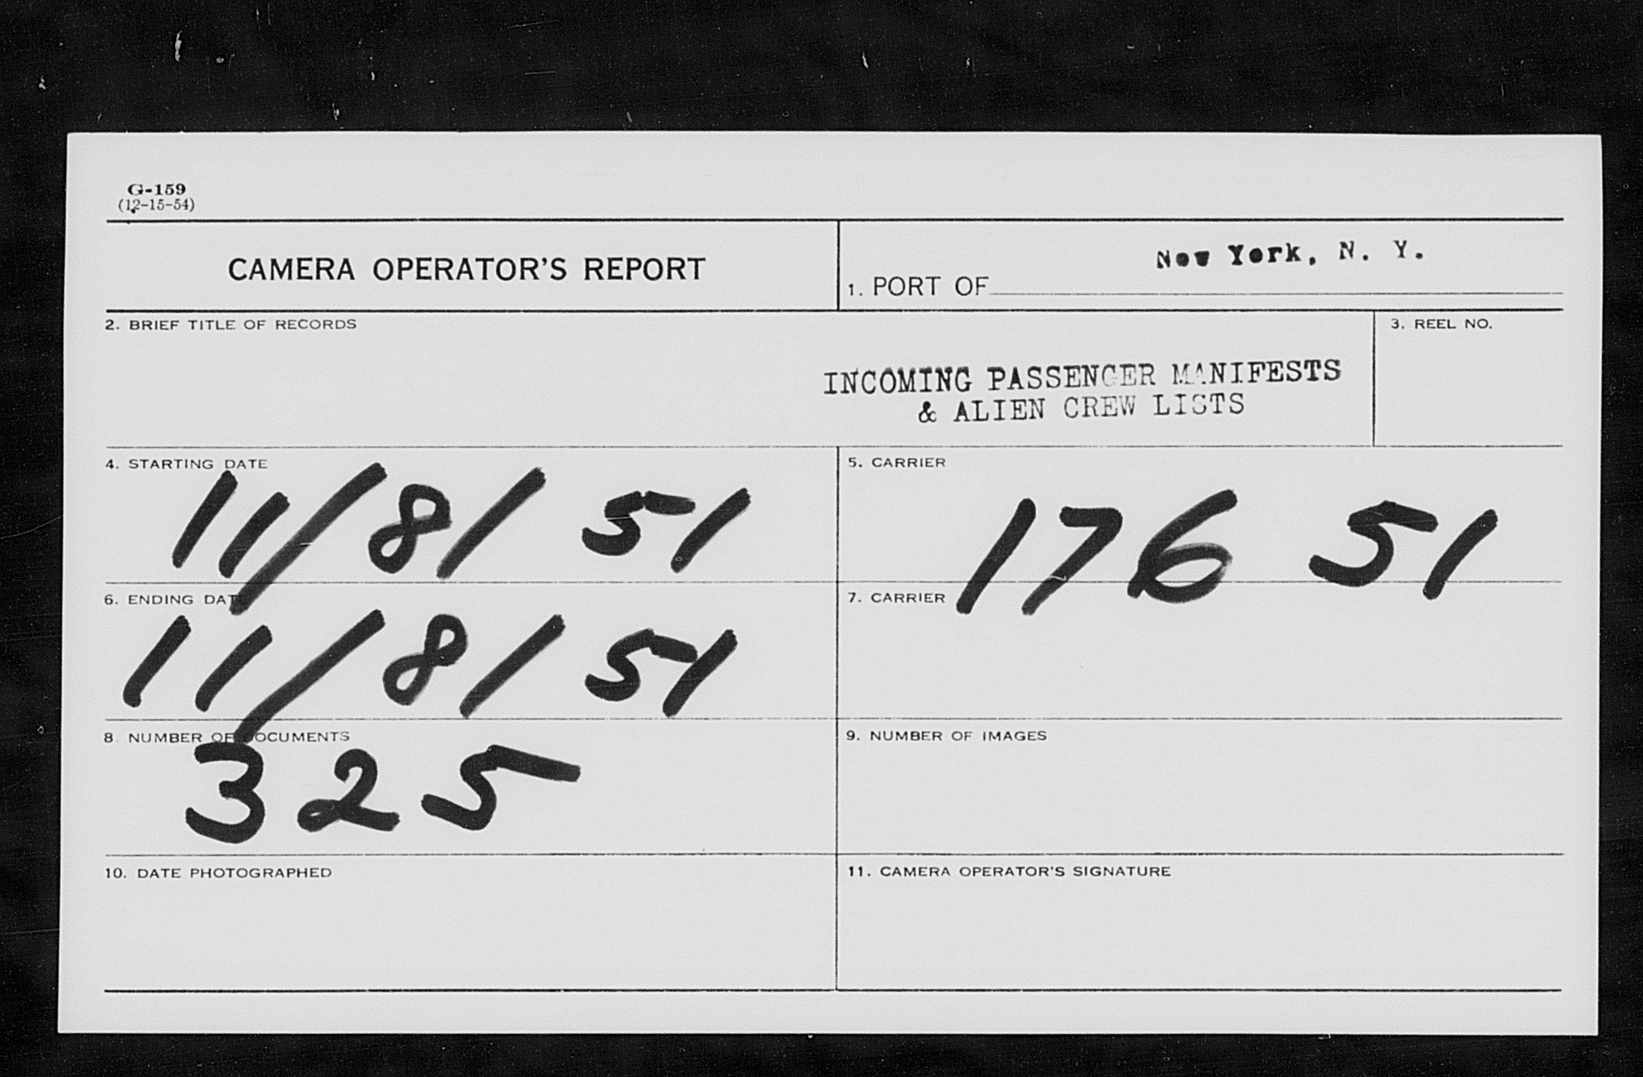 G-159
(12-15-54)
CAMERA OPERATOR'S REPORT
New York, N. Y.
1. PORT OF
2. BRIEF TITLE OF RECORDS
3. REEL NO.
INCOMING PASSENGER MANIFESTS
& ALIEN CREW LISTS
4. STARTING DATE
11/8/51
5. CARRIER
176 51
6. ENDING DATE
11/8/51
7. CARRIER
8. NUMBER OF DOCUMENTS
325
9. NUMBER OF IMAGES
10. DATE PHOTOGRAPHED
11. CAMERA OPERATOR'S SIGNATURE